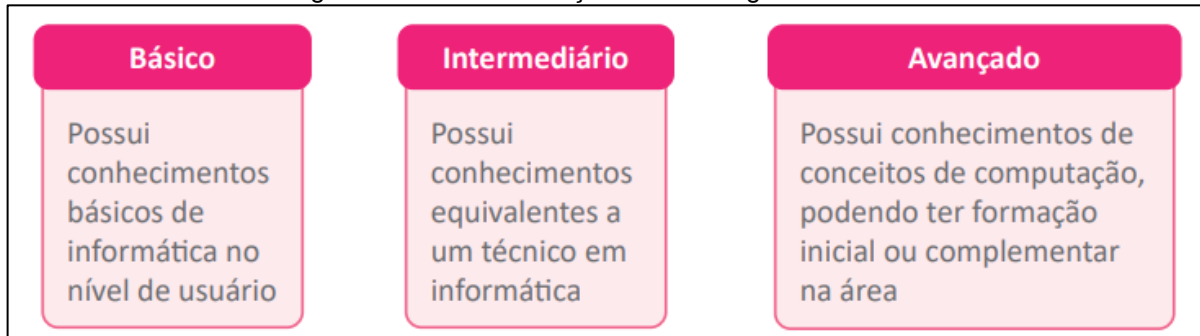 Básico
Possui
conhecimentos
básicos de
informática no
nível de usuário
Intermediário
Possui
conhecimentos
equivalentes a
um técnico em
informática
Avançado
Possui conhecimentos de
conceitos de computação,
podendo ter formação
inicial ou complementar
na área